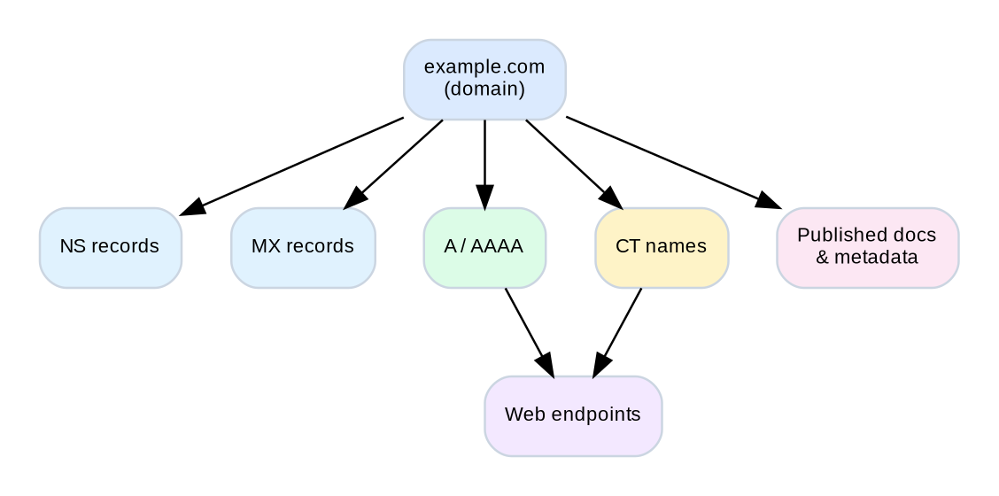 example.com
(domain)
NS records
MX records
A / AAAA
CT names
Published docs
& metadata
Web endpoints